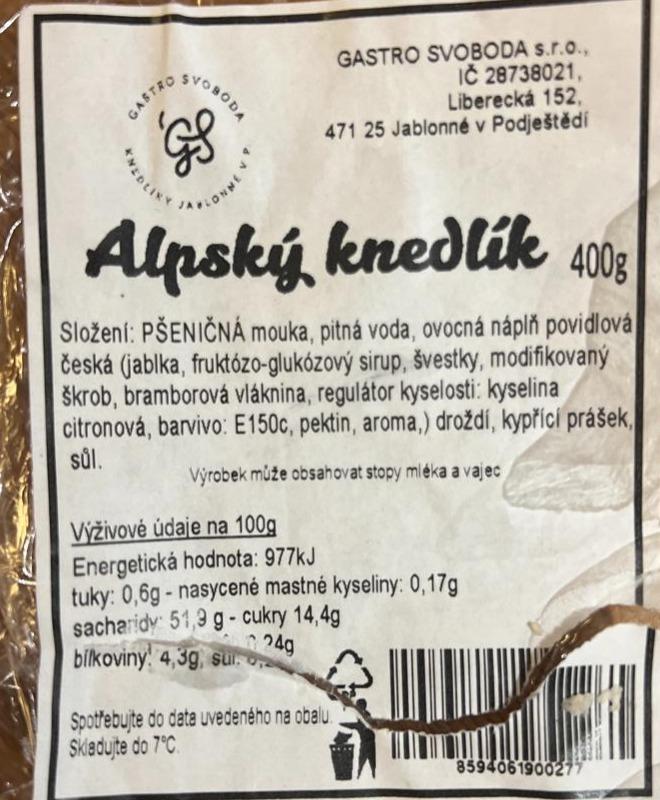 GASTRO SVOBODA
KNEDLÍKY JABLONNÉ V P.
GS
GASTRO SVOBODA s.r.o.,
IČ 28738021,
Liberecká 152,
471 25 Jablonné v Podještědí
Alpský knedlík 400g
Složení: PŠENIČNÁ mouka, pitná voda, ovocná náplň povidlová
česká (jablka, fruktózo-glukózový sirup, švestky, modifikovaný
škrob, bramborová vláknina, regulátor kyselosti: kyselina
citronová, barvivo: E150c, pektin, aroma,) droždí, kypřící prášek,
sůl.
Výrobek může obsahovat stopy mléka a vajec
Výživové údaje na 100g
Energetická hodnota: 977kJ
tuky: 0,6g - nasycené mastné kyseliny: 0,17g
sacharidy: 51,9 g - cukry 14,4g
bílkoviny: 4,3g, sůl:
Spotřebujte do data uvedeného na obalu.
Skladujte do 7°C.
8594061900277